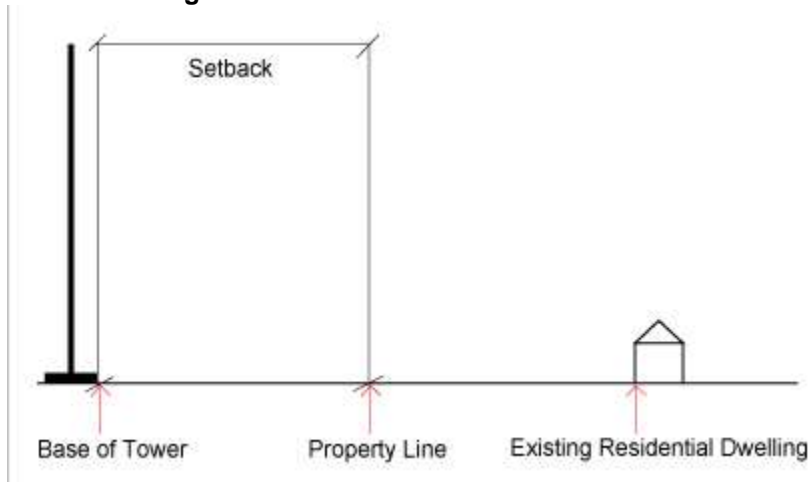 Setback
Base of Tower
Property Line
Existing Residential Dwelling